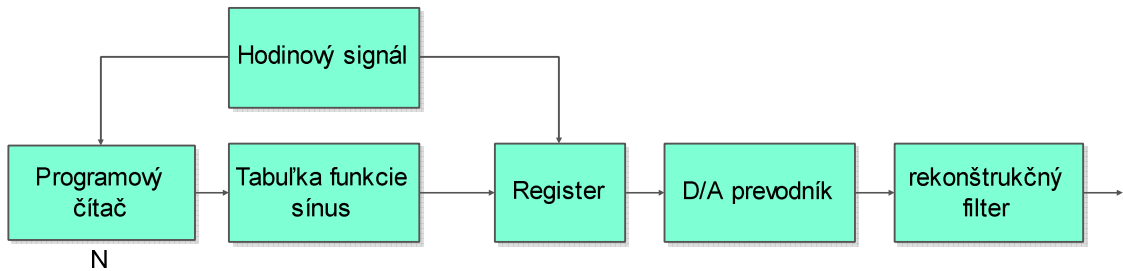 Hodinový signál
Programový
čítač
Tabuľka funkcie
sínus
Register
D/A prevodník
rekonštrukčný
filter
N